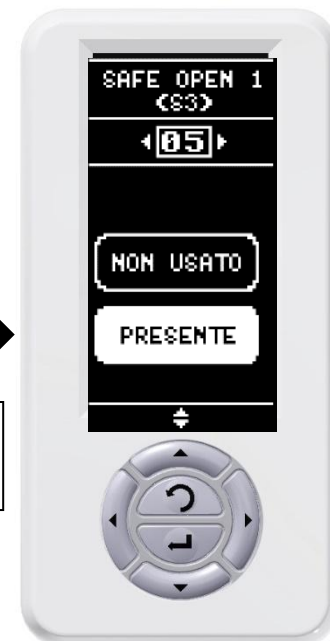 SAFE OPEN 1
(S3)
05
NON USATO
PRESENTE